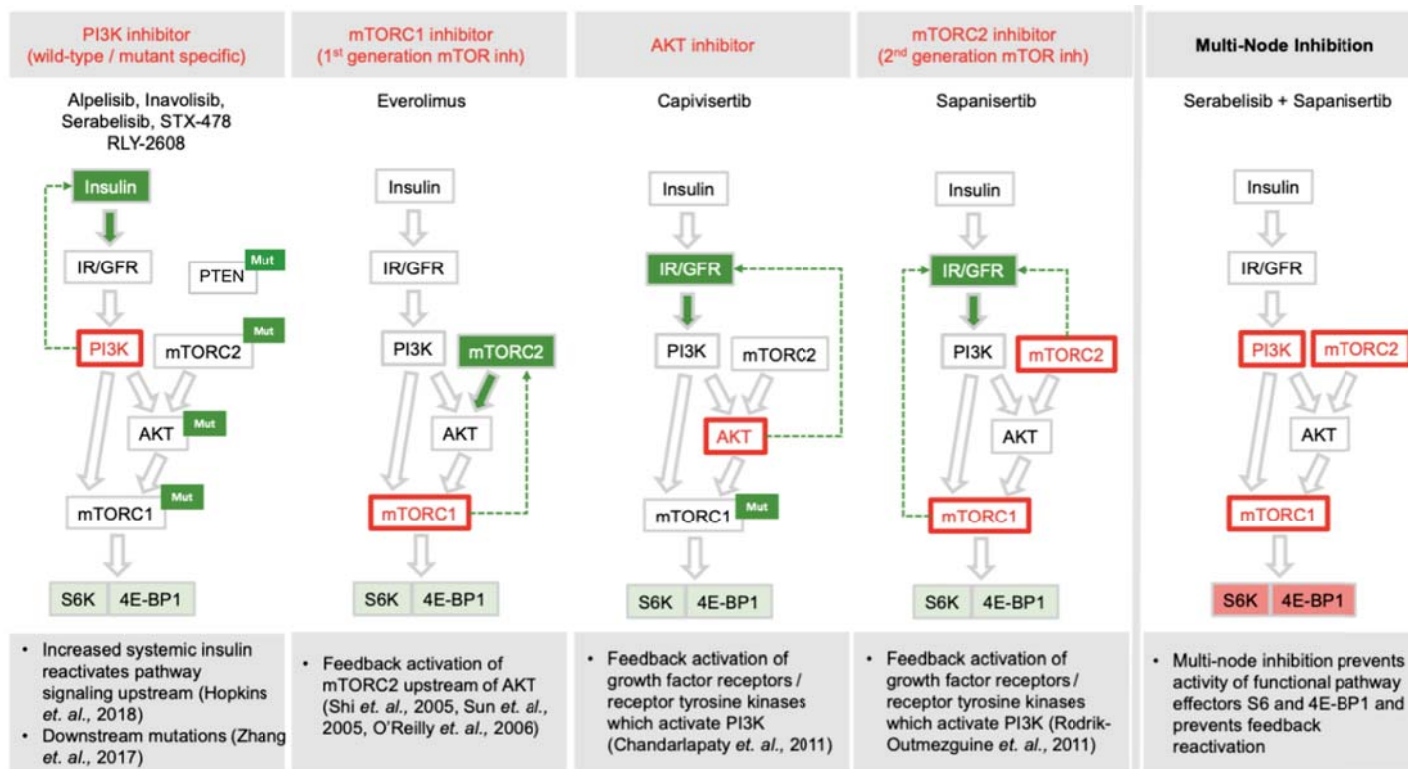 PI3K inhibitor
(wild-type / mutant specific)
Alpelisib, Inavolisib,
Serabelisib, STX-478
RLY-2608
Insulin
IR/GFR
PTEN
Mut
PI3K
mTORC2
Mut
AKT
Mut
mTORC1
Mut
S6K
4E-BP1
• Increased systemic insulin
reactivates pathway
signaling upstream (Hopkins
et. al., 2018)
• Downstream mutations (Zhang
et. al., 2017)
mTORC1 inhibitor
(1st generation mTOR inh)
Everolimus
Insulin
IR/GFR
PI3K
mTORC2
AKT
mTORC1
S6K
4E-BP1
• Feedback activation of
mTORC2 upstream of AKT
(Shi et. al., 2005, Sun et. al.,
2005, O’Reilly et. al., 2006)
AKT inhibitor
Capivisertib
Insulin
IR/GFR
PI3K
mTORC2
AKT
mTORC1
Mut
S6K
4E-BP1
• Feedback activation of
growth factor receptors /
receptor tyrosine kinases
which activate PI3K
(Chandarlapaty et. al., 2011)
mTORC2 inhibitor
(2nd generation mTOR inh)
Sapanisertib
Insulin
IR/GFR
PI3K
mTORC2
AKT
mTORC1
S6K
4E-BP1
• Feedback activation of
growth factor receptors /
receptor tyrosine kinases
which activate PI3K (Rodrik-
Outmezguine et. al., 2011)
Multi-Node Inhibition
Serabelisib + Sapanisertib
Insulin
IR/GFR
PI3K
mTORC2
AKT
mTORC1
S6K
4E-BP1
• Multi-node inhibition prevents
activity of functional pathway
effectors S6 and 4E-BP1 and
prevents feedback
reactivation